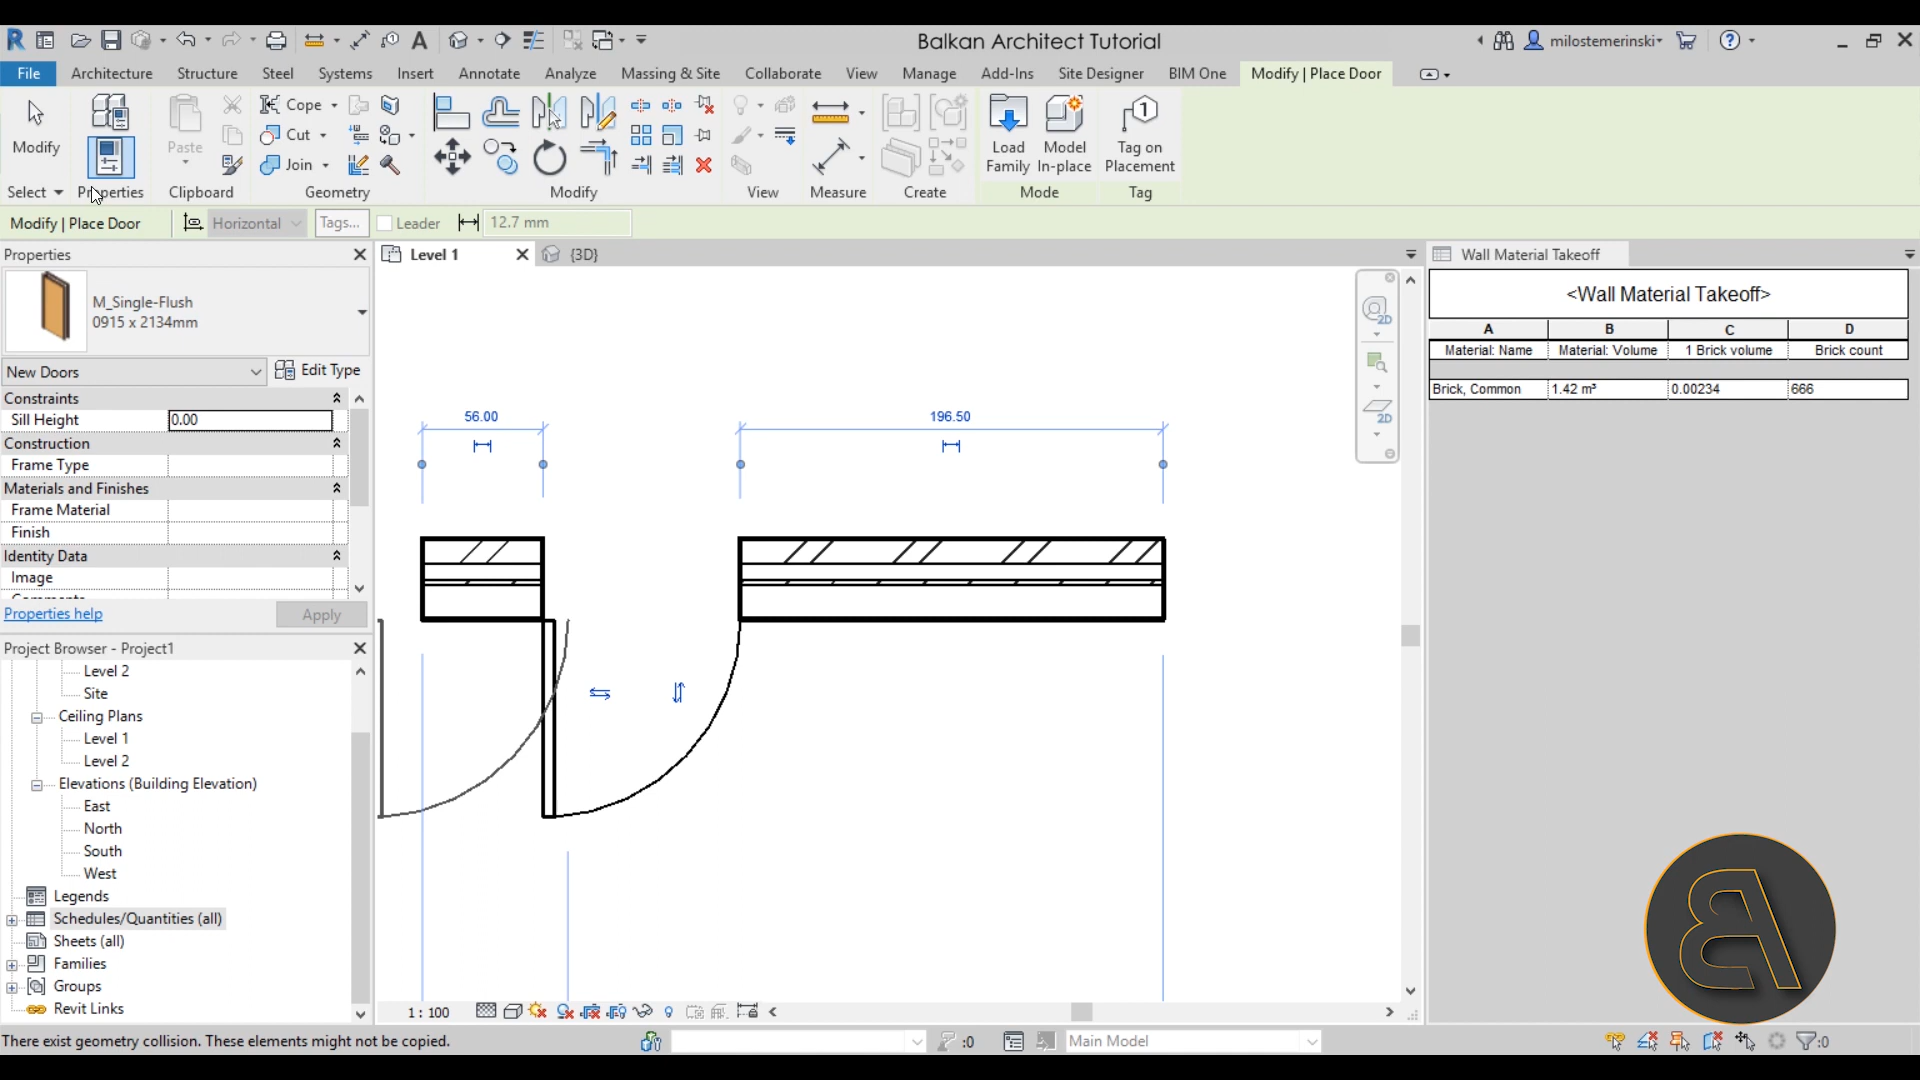 Balkan Architect Tutorial
milostemerinski
File Architecture Structure Steel Systems Insert Annotate Analyze Massing & Site Collaborate View Manage Add-Ins Site Designer BIM One Modify | Place Door
Modify
Paste
Cope
Cut
Join
Load Family
Model In-place
Tag on Placement
Select Properties Clipboard Geometry Modify View Measure Create Mode Tag
Modify | Place Door Horizontal Tags... Leader 12.7 mm
Properties
M_Single-Flush
0915 x 2134mm
New Doors Edit Type
Constraints
Sill Height 0.00
Construction
Frame Type
Materials and Finishes
Frame Material
Finish
Identity Data
Image
Properties help Apply
Project Browser - Project1
Level 2
Site
Ceiling Plans
Level 1
Level 2
Elevations (Building Elevation)
East
North
South
West
Legends
Schedules/Quantities (all)
Sheets (all)
Families
Groups
Revit Links
Level 1 {3D}
56.00 196.50
2D
2D
1 : 100
Wall Material Takeoff
<Wall Material Takeoff>
A B C D
Material: Name Material: Volume 1 Brick volume Brick count
Brick, Common 1.42 m³ 0.00234 666
There exist geometry collision. These elements might not be copied.
:0 Main Model :0